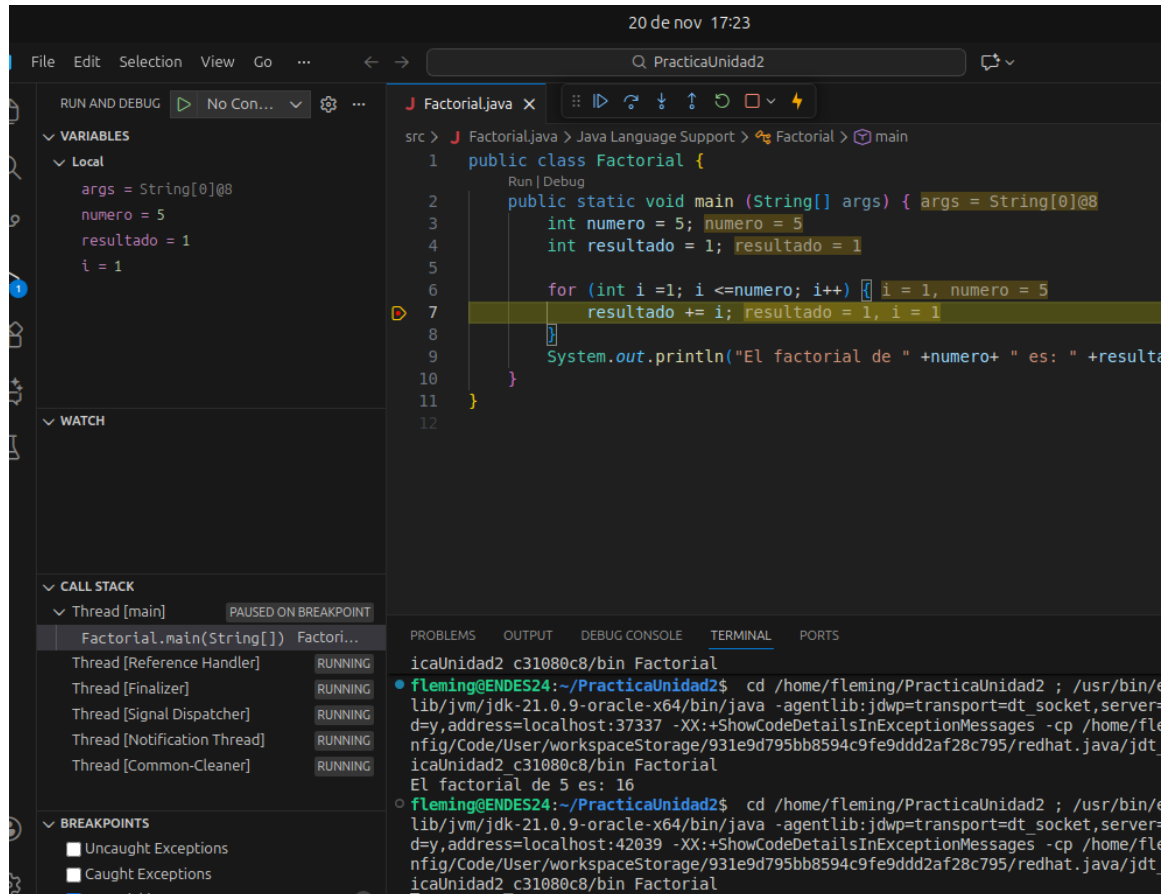 20 de nov 17:23
File Edit Selection View Go ··· ← → PracticaUnidad2
RUN AND DEBUG No Con... ···
VARIABLES
Local
args = String[0]@8
numero = 5
resultado = 1
i = 1
1
WATCH
CALL STACK
Thread [main] PAUSED ON BREAKPOINT
Factorial.main(String[]) Factori...
Thread [Reference Handler] RUNNING
Thread [Finalizer] RUNNING
Thread [Signal Dispatcher] RUNNING
Thread [Notification Thread] RUNNING
Thread [Common-Cleaner] RUNNING
BREAKPOINTS
Uncaught Exceptions
Caught Exceptions
J Factorial.java
src > J Factorial.java > Java Language Support > Factorial > main
1 public class Factorial {
Run | Debug
2 public static void main (String[] args) { args = String[0]@8
3 int numero = 5; numero = 5
4 int resultado = 1; resultado = 1
5
6 for (int i =1; i <=numero; i++) { i = 1, numero = 5
7 resultado += i; resultado = 1, i = 1
8 }
9 System.out.println("El factorial de " +numero+ " es: " +resulta
10 }
11 }
12
PROBLEMS OUTPUT DEBUG CONSOLE TERMINAL PORTS
icaUnidad2_c31080c8/bin Factorial
fleming@ENDES24:~/PracticaUnidad2$ cd /home/fleming/PracticaUnidad2 ; /usr/bin/e
lib/jvm/jdk-21.0.9-oracle-x64/bin/java -agentlib:jdwp=transport=dt_socket,server=
d=y,address=localhost:37337 -XX:+ShowCodeDetailsInExceptionMessages -cp /home/fle
nfig/Code/User/workspaceStorage/931e9d795bb8594c9fe9ddd2af28c795/redhat.java/jdt_
icaUnidad2_c31080c8/bin Factorial
El factorial de 5 es: 16
fleming@ENDES24:~/PracticaUnidad2$ cd /home/fleming/PracticaUnidad2 ; /usr/bin/e
lib/jvm/jdk-21.0.9-oracle-x64/bin/java -agentlib:jdwp=transport=dt_socket,server=
d=y,address=localhost:42039 -XX:+ShowCodeDetailsInExceptionMessages -cp /home/fle
nfig/Code/User/workspaceStorage/931e9d795bb8594c9fe9ddd2af28c795/redhat.java/jdt_
icaUnidad2_c31080c8/bin Factorial